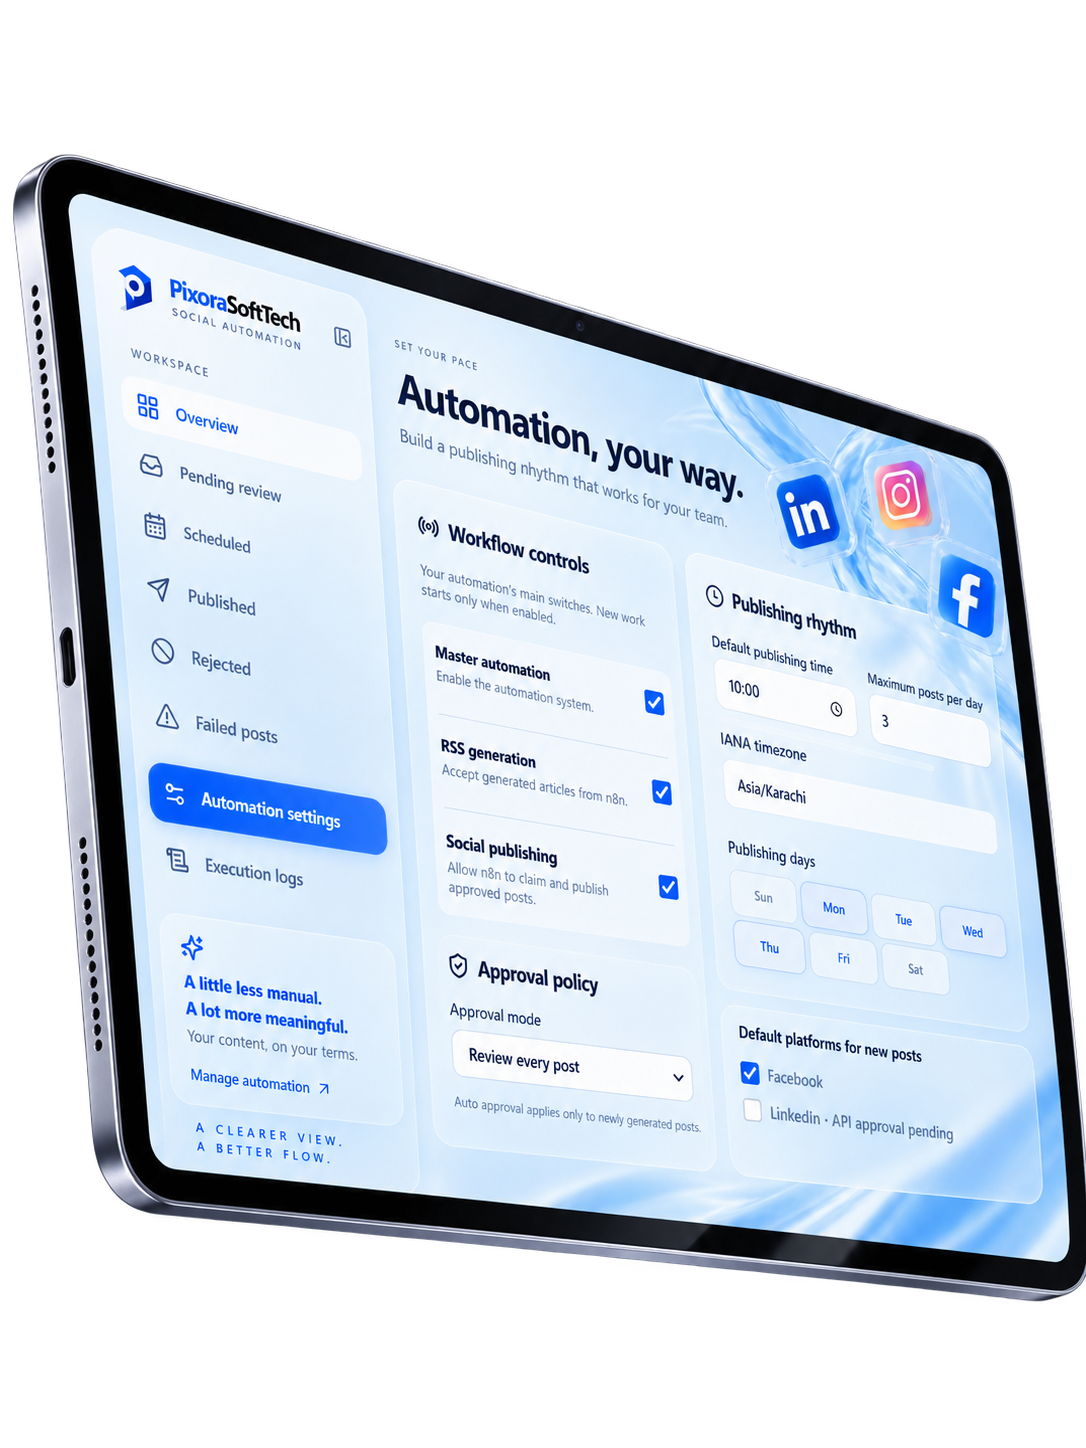 PixoraSoftTech
SOCIAL AUTOMATION
WORKSPACE
Overview
Pending review
Scheduled
Published
Rejected
Failed posts
Automation settings
Execution logs
A little less manual.
A lot more meaningful.
Your content, on your terms.
Manage automation ↗
A CLEARER VIEW.
A BETTER FLOW.
SET YOUR PACE
Automation, your way.
Build a publishing nhythm that works for your team.
Workflow controls
Your automation's main switches. New work
starts only when enabled.
Master automation
Enable the automation system.
RSS generation
Accept generated articles from n8n.
Social publishing
Allow n8n to claim and publish
approved posts.
Approval policy
Approval mode
Review every post
Auto approval applies only to newly generated posts.
in
f
Publishing rhythm
Default publishing time
Maximum posts per day
10:00
3
IANA timezone
Asia/Karachi
Publishing days
Sun Mon Tue Wed
Thu Fri Sat
Default platforms for new posts
Facebook
Linkedin · API approval pending